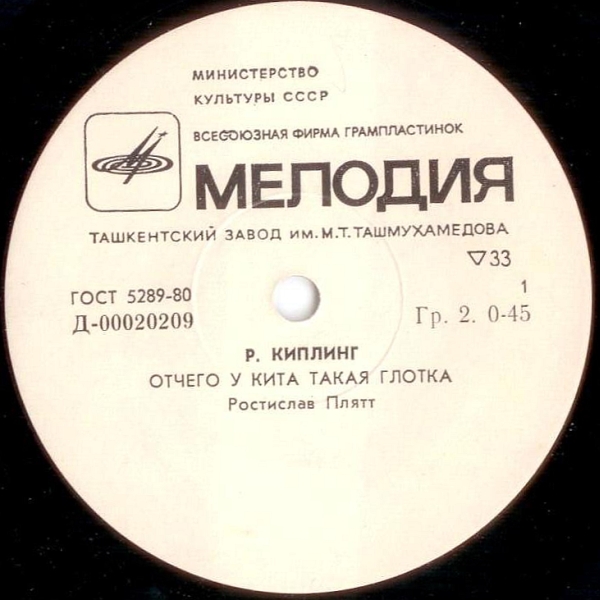 МИНИСТЕРСТВО
КУЛЬТУРЫ СССР
ВСЕСОЮЗНАЯ ФИРМА ГРАМПЛАСТИНОК
МЕЛОДИЯ
ТАШКЕНТСКИЙ ЗАВОД ИМ. М.Т. ТАШМУХАМЕДОВА
▽33
ГОСТ 5289-80
1
Д-00020209
Гр. 2. 0-45
Р. КИПЛИНГ
ОТЧЕГО У КИТА ТАКАЯ ГЛОТКА
Ростислав Плятт